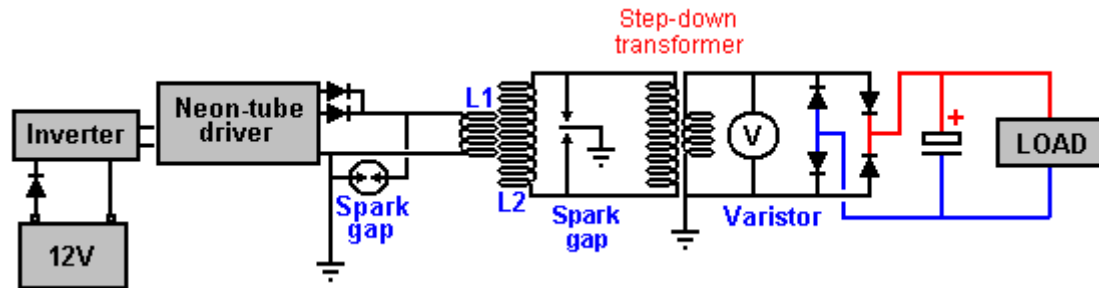 Step-down
transformer
L1
Neon-tube
driver
Inverter
V
+
LOAD
L2
Spark
gap
Spark
gap
Varistor
12V